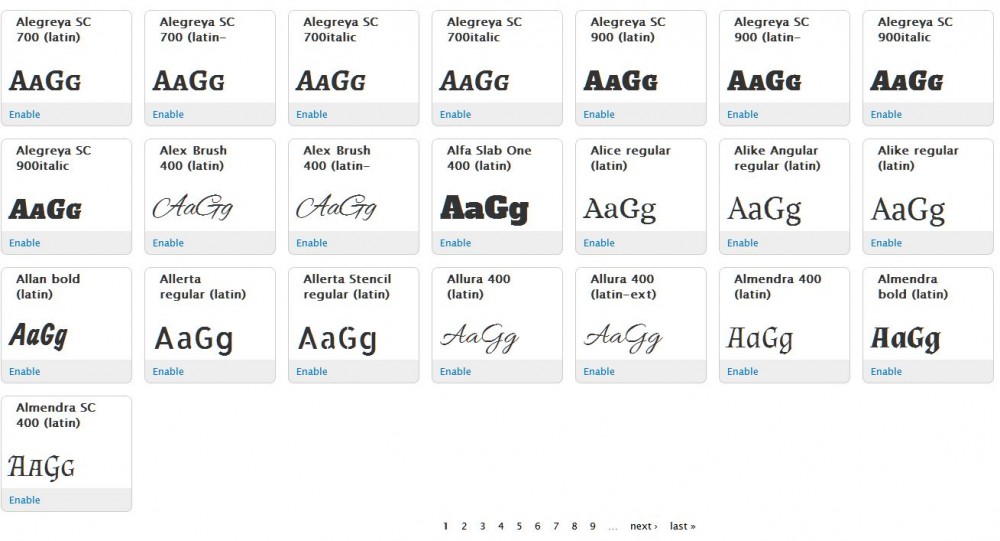 Alegreya SC
700 (latin)
AaGg
Enable
Alegreya SC
700 (latin-
AaGg
Enable
Alegreya SC
700italic
AaGg
Enable
Alegreya SC
700italic
AaGg
Enable
Alegreya SC
900 (latin)
AaGg
Enable
Alegreya SC
900 (latin-
AaGg
Enable
Alegreya SC
900italic
AaGg
Enable
Alegreya SC
900italic
AaGg
Enable
Alex Brush
400 (latin)
AaGg
Enable
Alex Brush
400 (latin-
AaGg
Enable
Alfa Slab One
400 (latin)
AaGg
Enable
Alice regular
(latin)
AaGg
Enable
Alike Angular
regular (latin)
AaGg
Enable
Alike regular
(latin)
AaGg
Enable
Allan bold
(latin)
AaGg
Enable
Allerta
regular (latin)
AaGg
Enable
Allerta Stencil
regular (latin)
AaGg
Enable
Allura 400
(latin)
AaGg
Enable
Allura 400
(latin-ext)
AaGg
Enable
Almendra 400
(latin)
AaGg
Enable
Almendra
bold (latin)
AaGg
Enable
Almendra SC
400 (latin)
AaGg
Enable
1 2 3 4 5 6 7 8 9 … next › last »